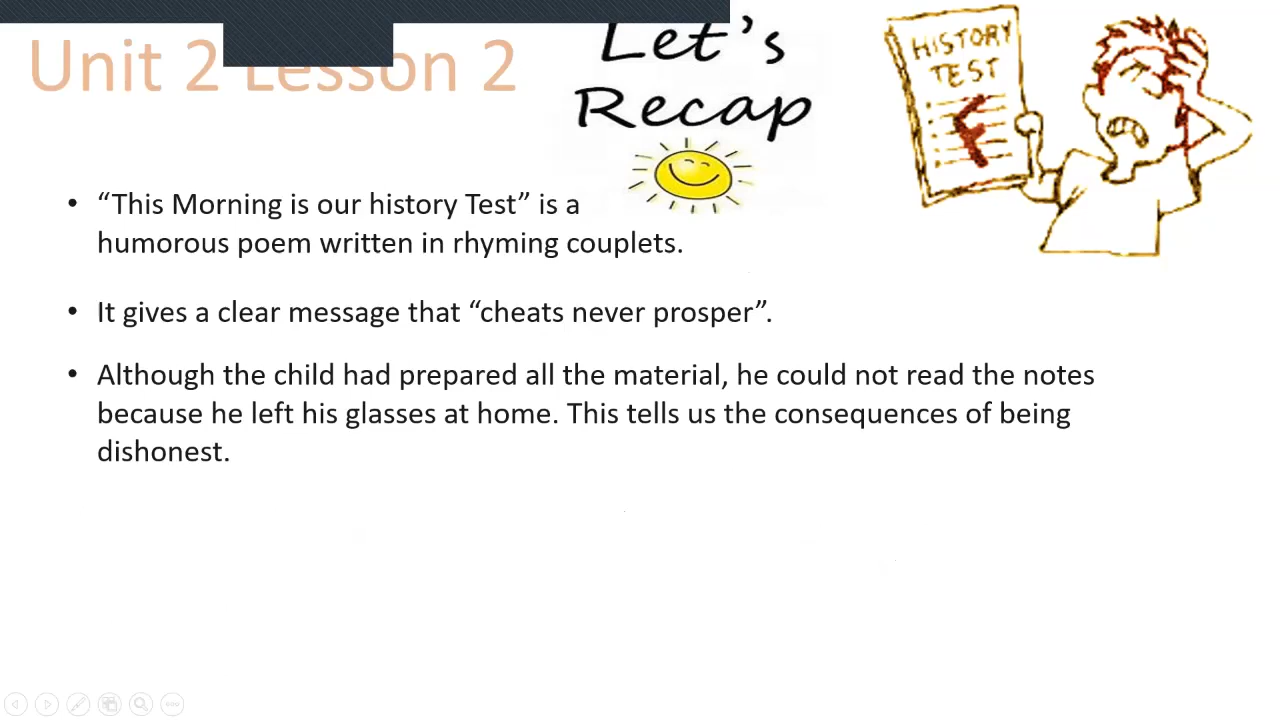 Unit 2 Lesson 2
Let's
Recap
HISTORY
TEST
F
“This Morning is our history Test” is a
humorous poem written in rhyming couplets.
It gives a clear message that “cheats never prosper”.
Although the child had prepared all the material, he could not read the notes
because he left his glasses at home. This tells us the consequences of being
dishonest.